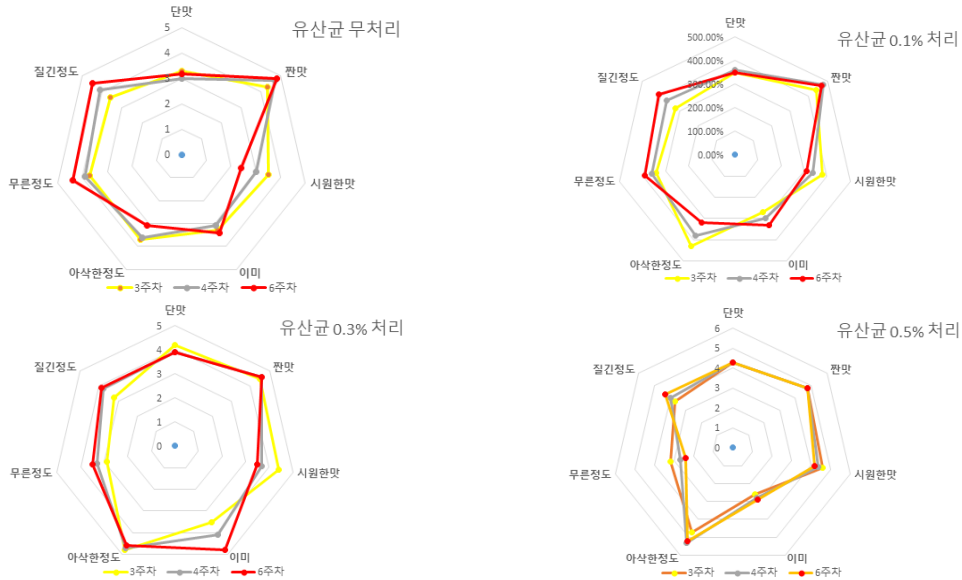 유산균 무처리
단맛
짠맛
시원한맛
이미
아삭한정도
무른정도
질긴정도
5
4
3
2
1
0
3주차 4주차 6주차
유산균 0.1% 처리
단맛
짠맛
시원한맛
이미
아삭한정도
무른정도
질긴정도
500.00%
400.00%
300.00%
200.00%
100.00%
0.00%
3주차 4주차 6주차
유산균 0.3% 처리
단맛
짠맛
시원한맛
이미
아삭한정도
무른정도
질긴정도
5
4
3
2
1
0
3주차 4주차 6주차
유산균 0.5% 처리
단맛
짠맛
시원한맛
이미
아삭한정도
무른정도
질긴정도
6
5
4
3
2
1
0
3주차 4주차 6주차